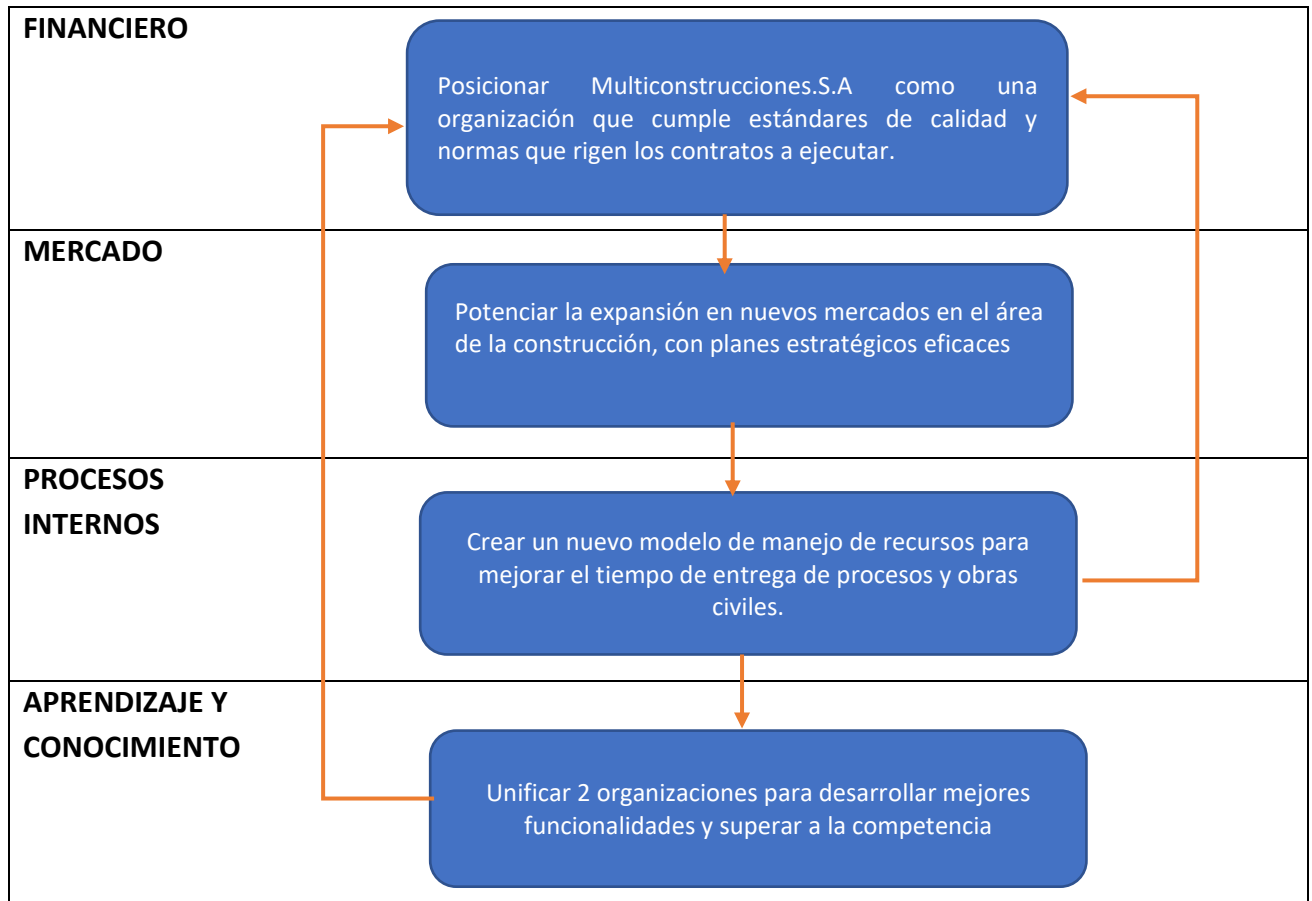 FINANCIERO
Posicionar Multiconstrucciones.S.A como una
organización que cumple estándares de calidad y
normas que rigen los contratos a ejecutar.
MERCADO
Potenciar la expansión en nuevos mercados en el área
de la construcción, con planes estratégicos eficaces
PROCESOS
INTERNOS
Crear un nuevo modelo de manejo de recursos para
mejorar el tiempo de entrega de procesos y obras
civiles.
APRENDIZAJE Y
CONOCIMIENTO
Unificar 2 organizaciones para desarrollar mejores
funcionalidades y superar a la competencia